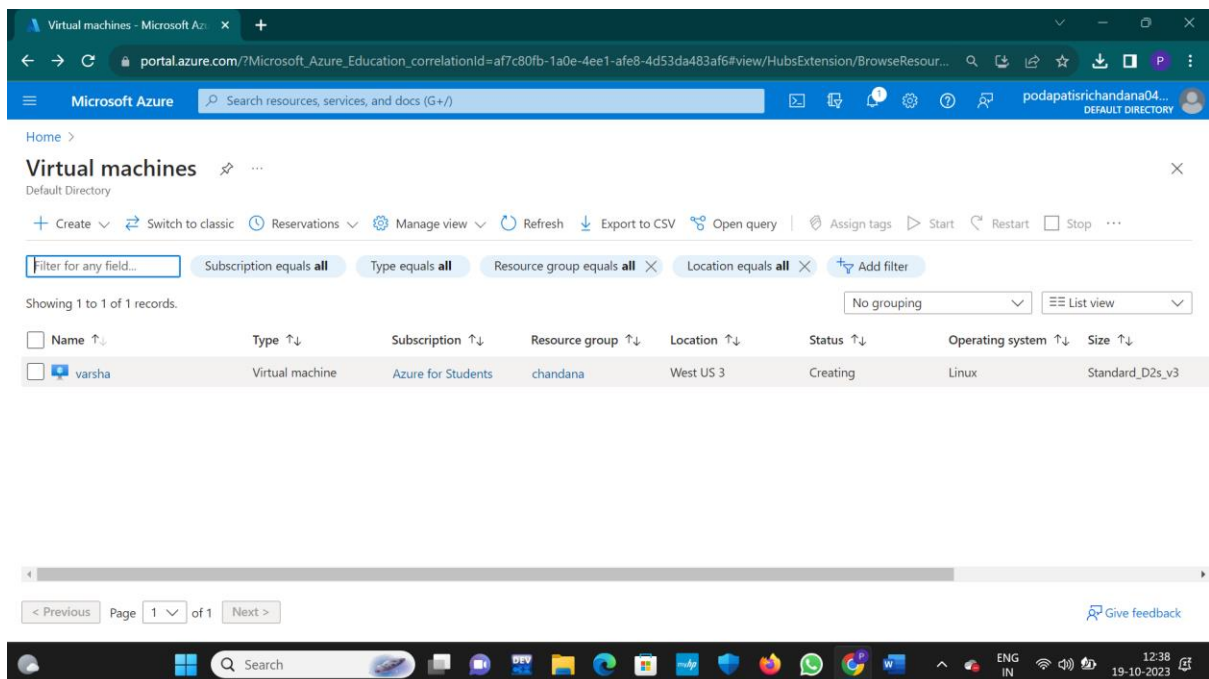 Virtual machines - Microsoft Azu
portal.azure.com/?Microsoft_Azure_Education_correlationId=af7c80fb-1a0e-4ee1-afe8-4d53da483af6#view/HubsExtension/BrowseResour...
P
Microsoft Azure
Search resources, services, and docs (G+/)
1
podapatisrichandana04...
DEFAULT DIRECTORY
Home >
Virtual machines
Default Directory
Create
Switch to classic
Reservations
Manage view
Refresh
Export to CSV
Open query
Assign tags
Start
Restart
Stop
Filter for any field...
Subscription equals all
Type equals all
Resource group equals all
Location equals all
Add filter
Showing 1 to 1 of 1 records.
No grouping
List view
Name Type Subscription Resource group Location Status Operating system Size
varsha Virtual machine Azure for Students chandana West US 3 Creating Linux Standard_D2s_v3
< Previous Page 1 of 1 Next >
Give feedback
Search
DEV
myhp
W
ENG
IN
12:38
19-10-2023